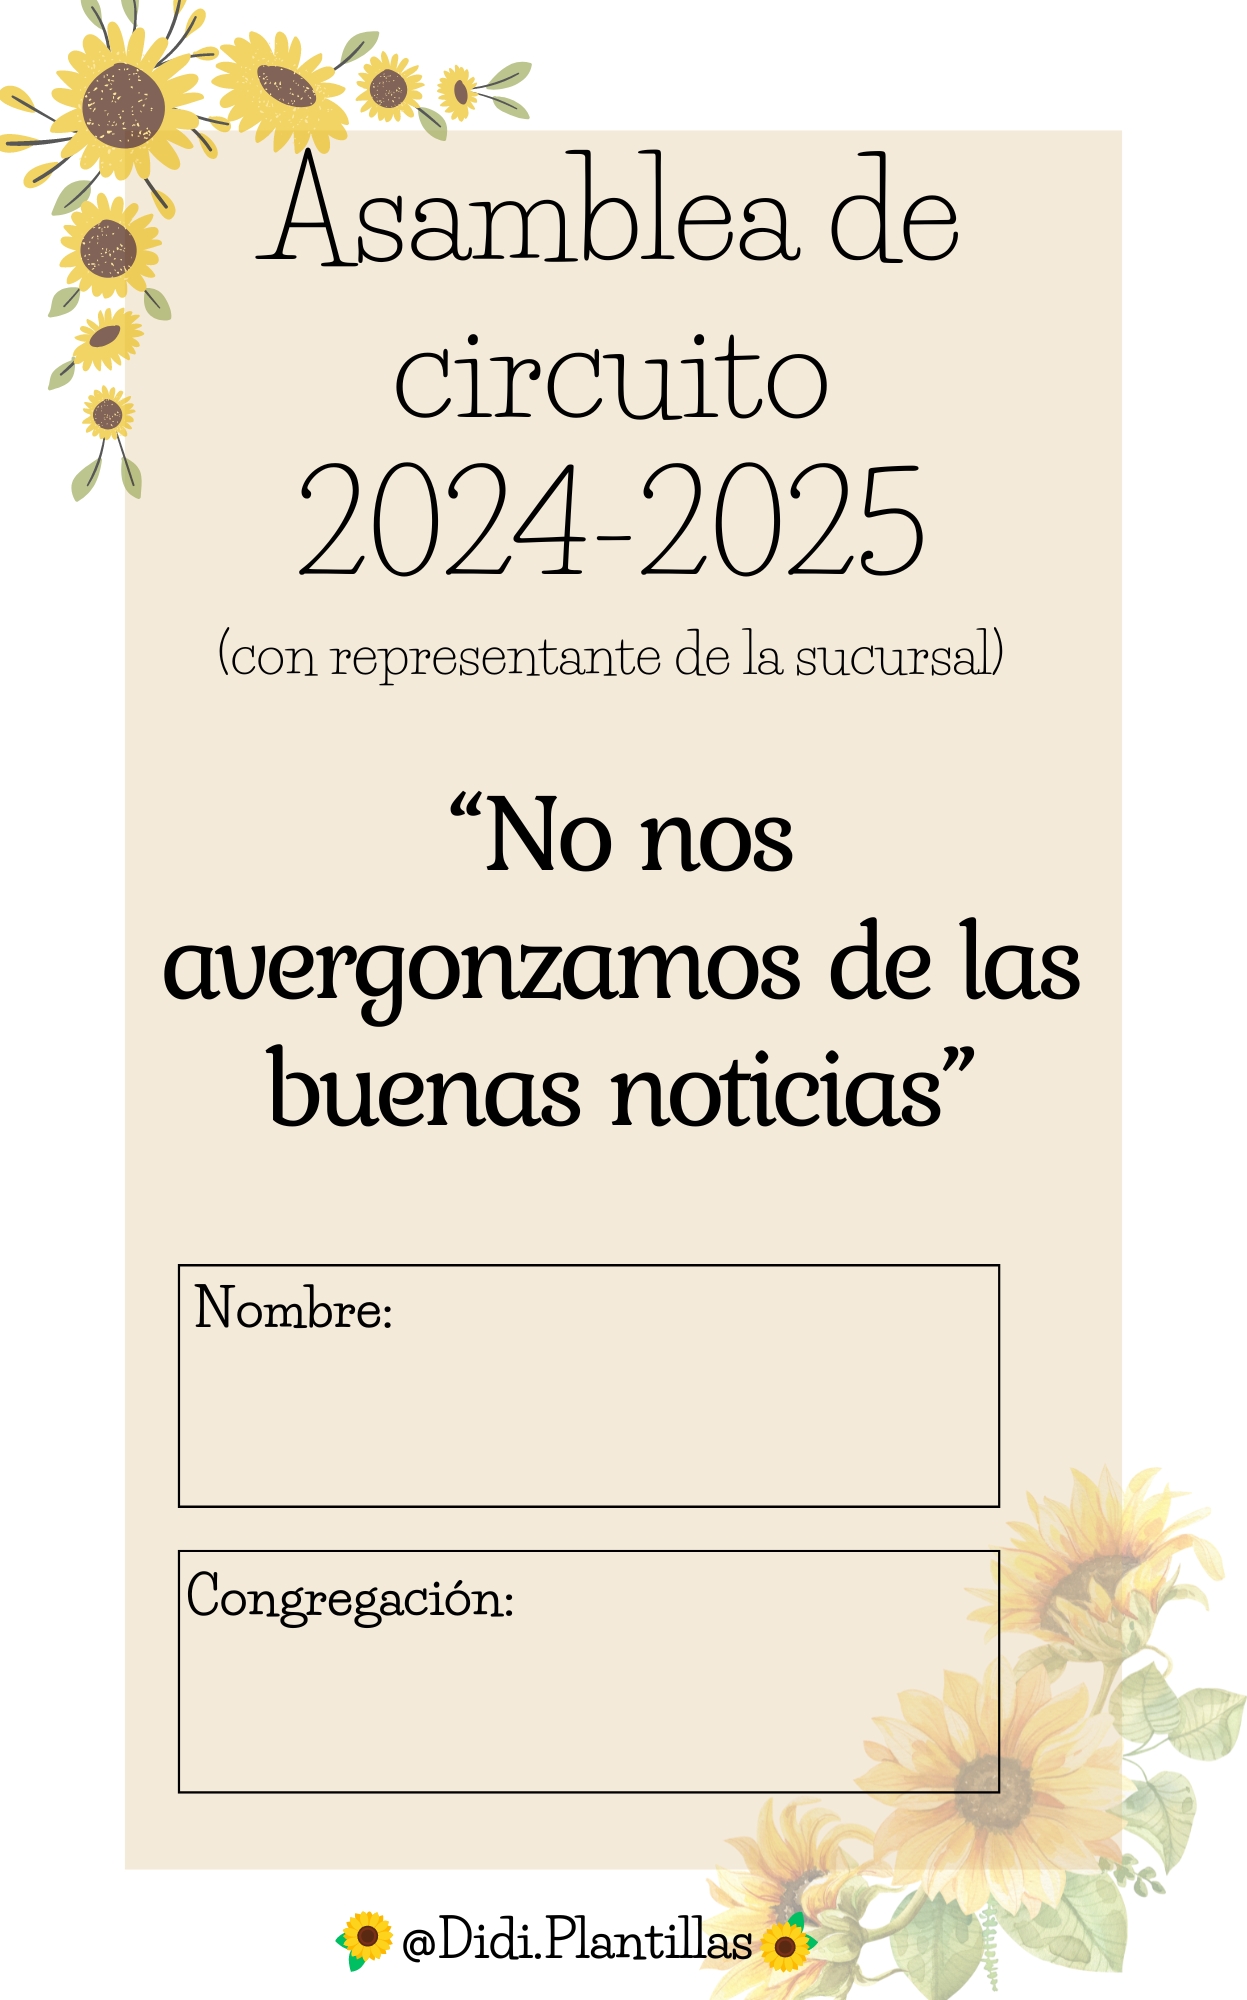 Asamblea de
circuito
2024-2025
(con representante de la sucursal)
“No nos
avergonzamos de las
buenas noticias”
Nombre:
Congregación:
@Didi.Plantillas